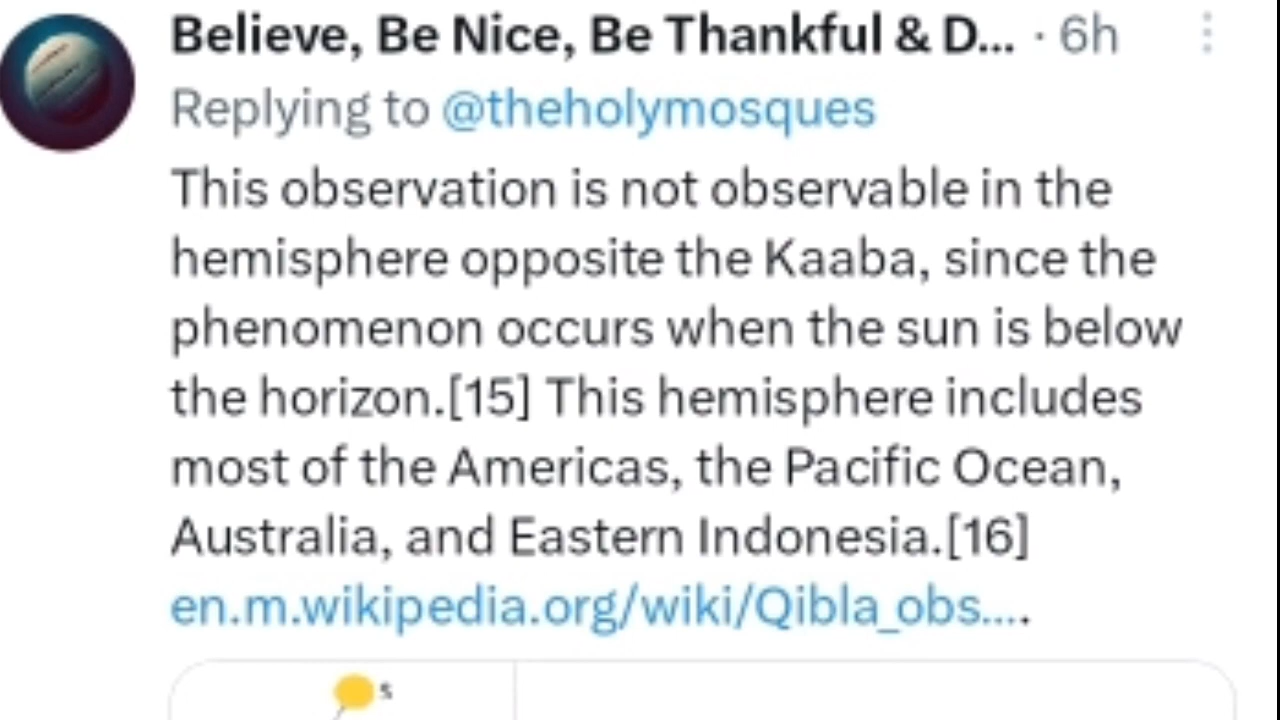 Believe, Be Nice, Be Thankful & D... · 6h
Replying to @theholymosques
This observation is not observable in the
hemisphere opposite the Kaaba, since the
phenomenon occurs when the sun is below
the horizon.[15] This hemisphere includes
most of the Americas, the Pacific Ocean,
Australia, and Eastern Indonesia.[16]
en.m.wikipedia.org/wiki/Qibla_obs....
s